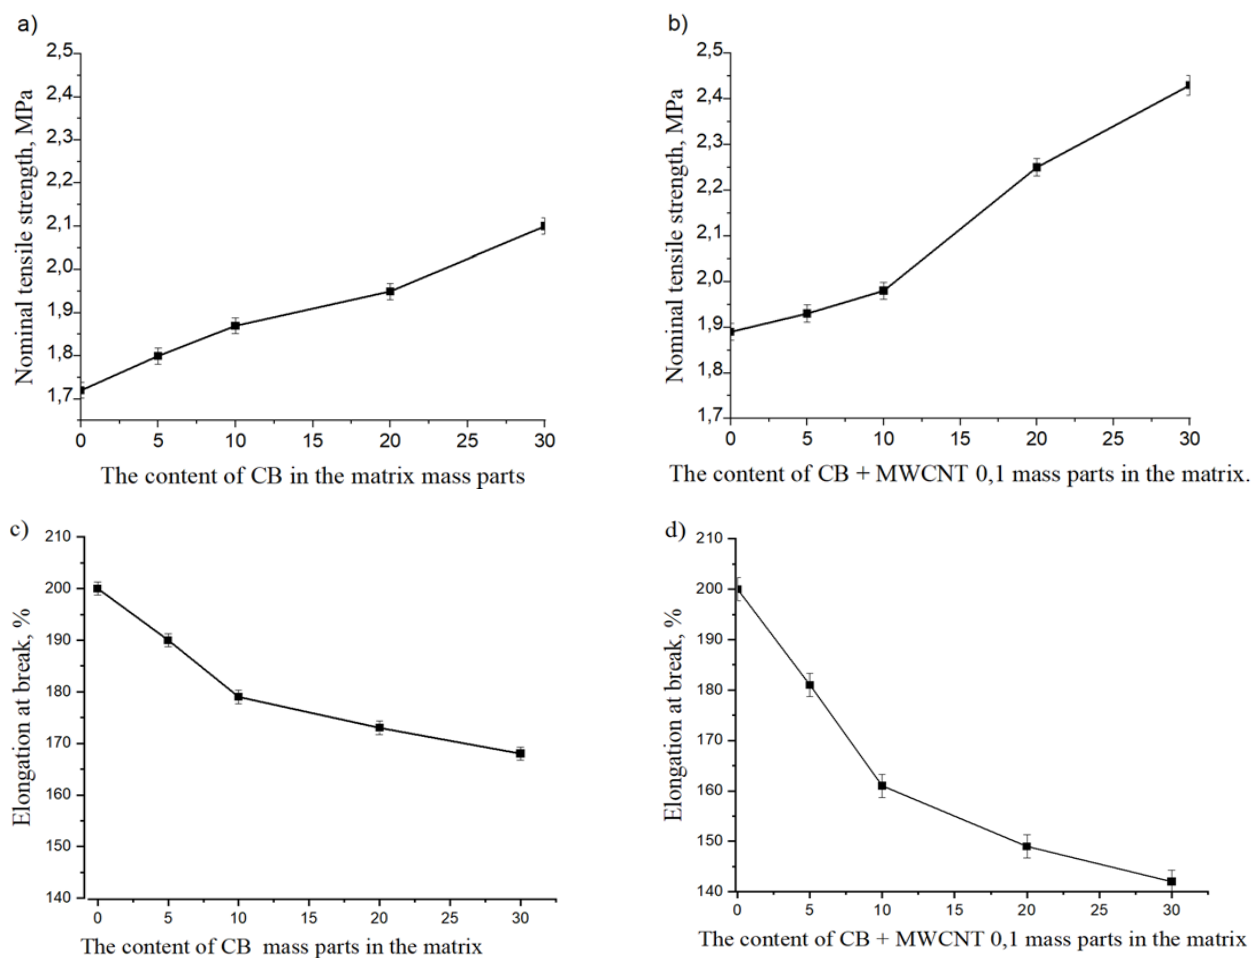 a)
Nominal tensile strength, MPa
2,5
2,4
2,3
2,2
2,1
2,0
1,9
1,8
1,7
0 5 10 15 20 25 30
The content of CB in the matrix mass parts
b)
Nominal tensile strength, MPa
2,5
2,4
2,3
2,2
2,1
2,0
1,9
1,8
1,7
0 5 10 15 20 25 30
The content of CB + MWCNT 0,1 mass parts in the matrix.
c)
Elongation at break, %
210
200
190
180
170
160
150
140
0 5 10 15 20 25 30
The content of CB mass parts in the matrix
d)
Elongation at break, %
210
200
190
180
170
160
150
140
0 5 10 15 20 25 30
The content of CB + MWCNT 0,1 mass parts in the matrix